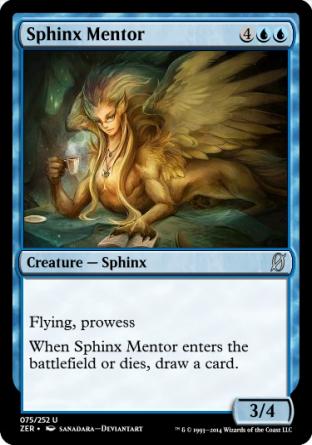 Sphinx Mentor 4
Creature — Sphinx
Flying, prowess
When Sphinx Mentor enters the
battlefield or dies, draw a card.
075/252 U
3/4
ZER • SANADARA—DEVIANTART ™ & © 1993–2014 Wizards of the Coast LLC